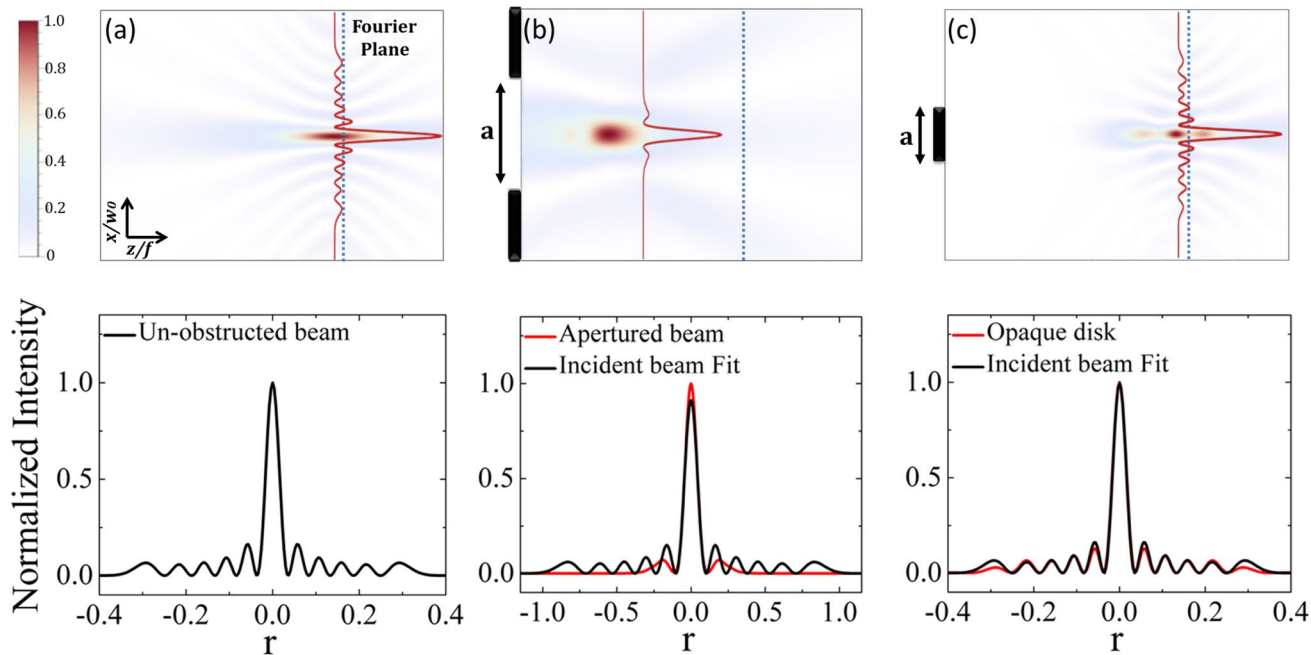 1.0
0.8
0.6
0.4
0.2
0
(a)
Fourier
Plane
x/w0
z/f
(b)
a
(c)
a
Normalized Intensity
Un-obstructed beam
1.0
0.5
0.0
-0.4 -0.2 0.0 0.2 0.4
r
Apertured beam
Incident beam Fit
1.0
0.5
0.0
-1.0 -0.5 0.0 0.5 1.0
r
Opaque disk
Incident beam Fit
1.0
0.5
0.0
-0.4 -0.2 0.0 0.2 0.4
r